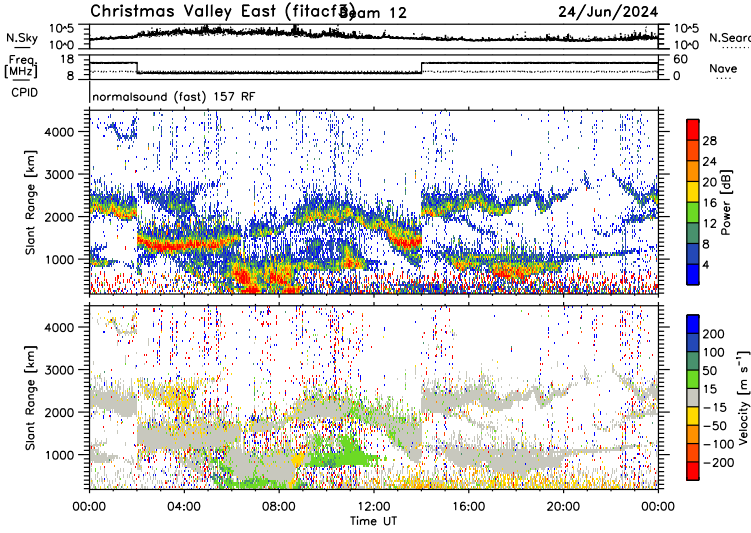 Christmas Valley East (fitacf3) Beam 12 24/Jun/2024
N.Sky 10^5 10^0 10^5 10^0 N.Searc
Freq. [MHz] 18 8 60 0 Nave
CPID normalsound (fast) 157 RF
Slant Range [km] 4000 3000 2000 1000
Power [dB] 28 24 20 16 12 8 4
Slant Range [km] 4000 3000 2000 1000
Velocity [m s⁻¹] 200 100 50 15 −15 −50 −100 −200
00:00 04:00 08:00 12:00 16:00 20:00 00:00
Time UT